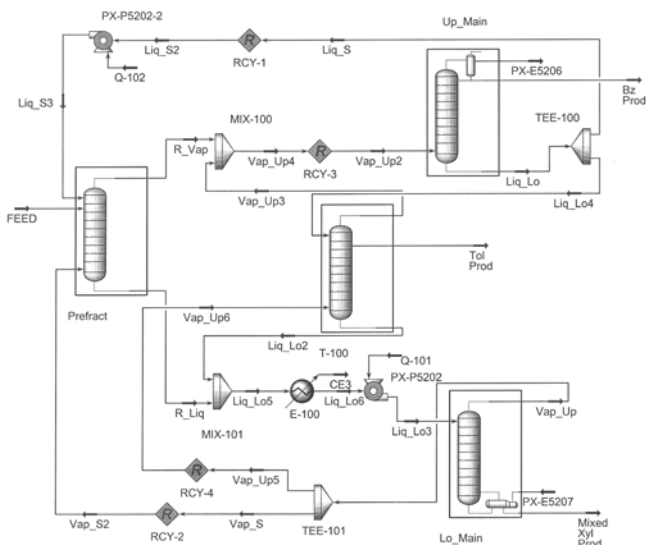 PX-P5202-2
Up_Main
Liq_S2
Liq_S
RCY-1
Q-102
PX-E5206
Bz
Prod
Liq_S3
MIX-100
TEE-100
R_Vap
Vap_Up4
Vap_Up2
RCY-3
Liq_Lo
Vap_Up3
Liq_Lo4
FEED
Tol
Prod
Prefract
Vap_Up6
Liq_Lo2
T-100
Q-101
CE3
PX-P5202
Liq_Lo5
Liq_Lo6
R_Liq
E-100
MIX-101
Liq_Lo3
Vap_Up
R
Vap_Up5
RCY-4
PX-E5207
Vap_S2
Vap_S
RCY-2
TEE-101
Lo_Main
Mixed
Xyl
Prod